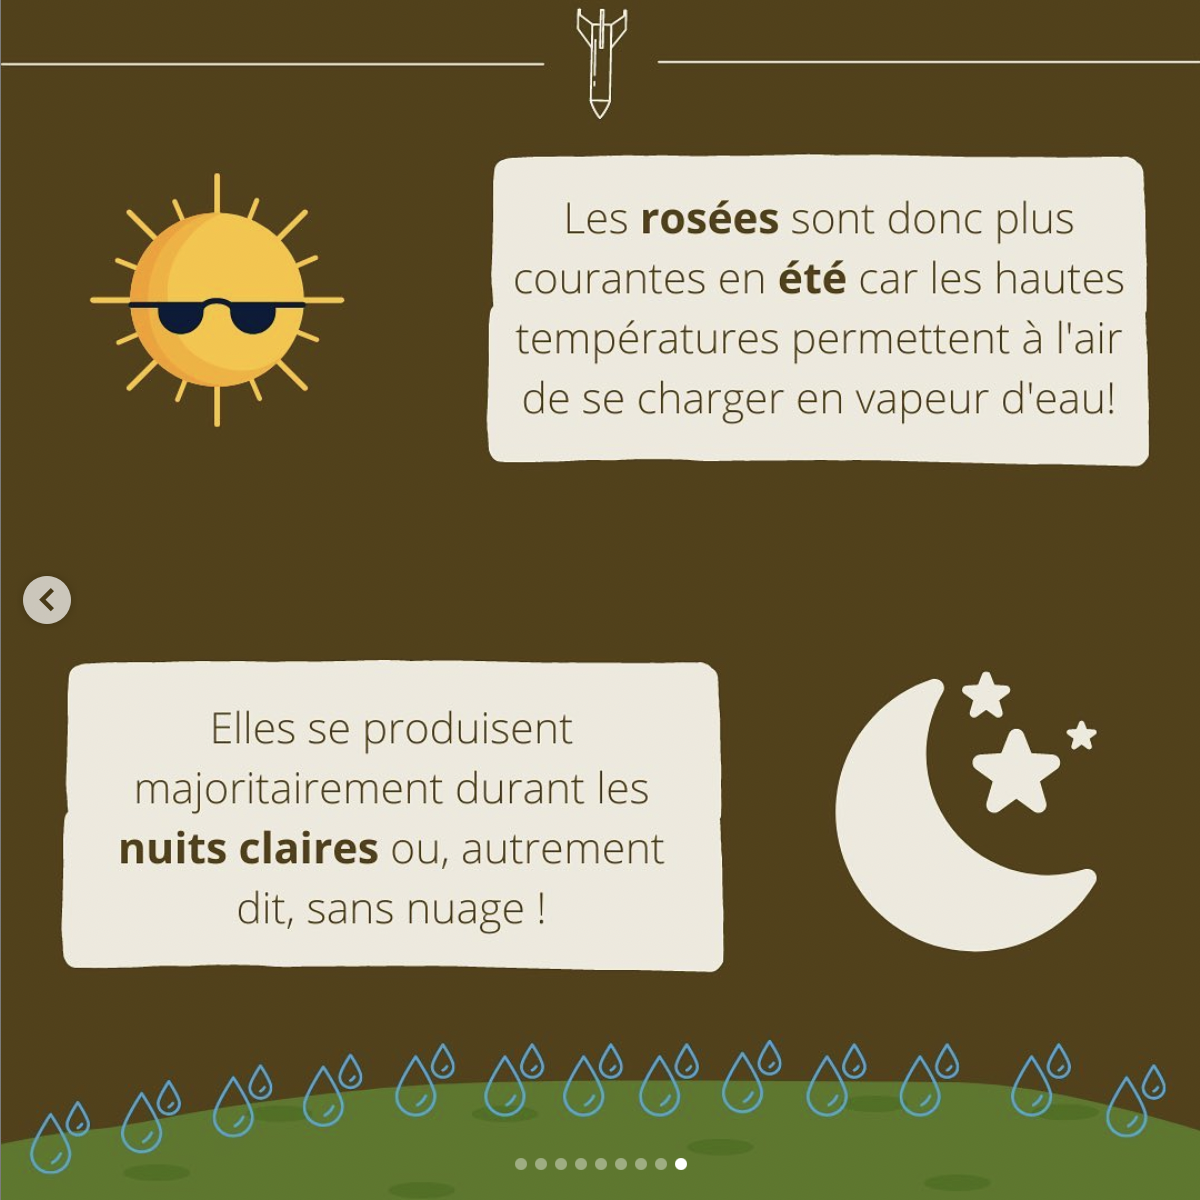 Les rosées sont donc plus
courantes en été car les hautes
températures permettent à l'air
de se charger en vapeur d'eau!
Elles se produisent
majoritairement durant les
nuits claires ou, autrement
dit, sans nuage !